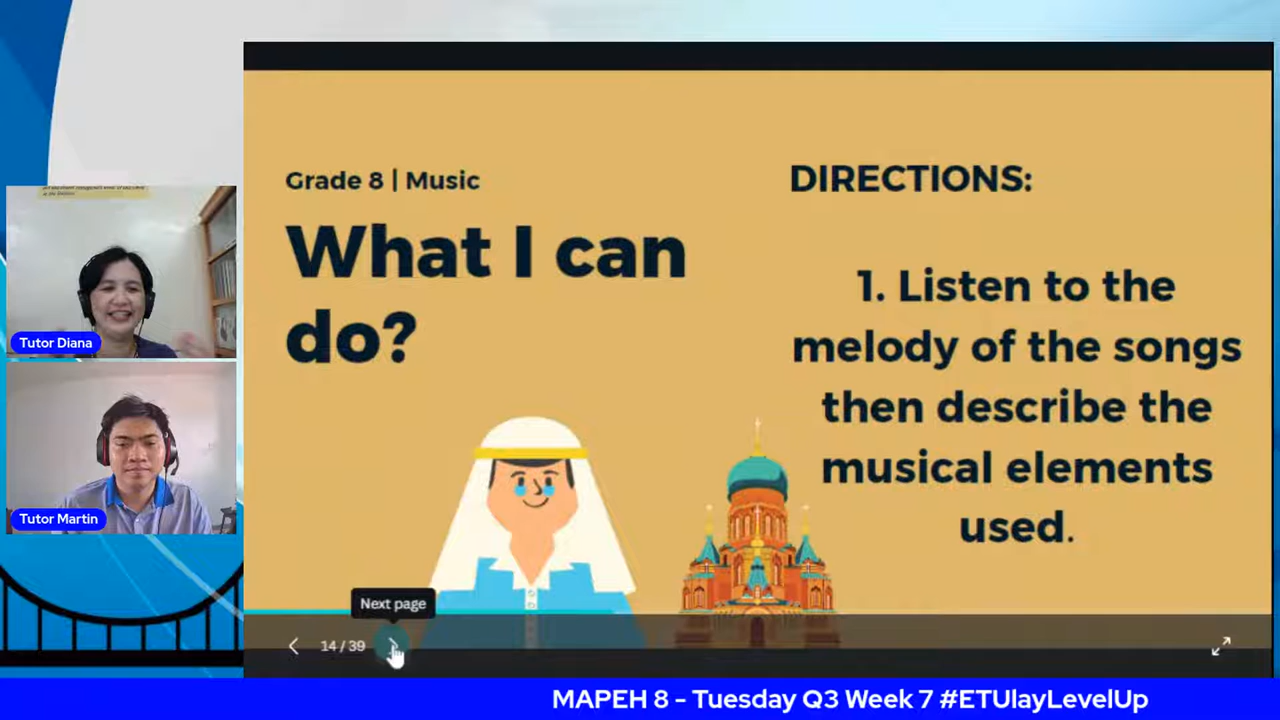 Grade 8 | Music
What I can
do?
DIRECTIONS:
1. Listen to the
melody of the songs
then describe the
musical elements
used.
Tutor Diana
Tutor Martin
Next page
14 / 39
MAPEH 8 - Tuesday Q3 Week 7 #ETUlayLevelUp